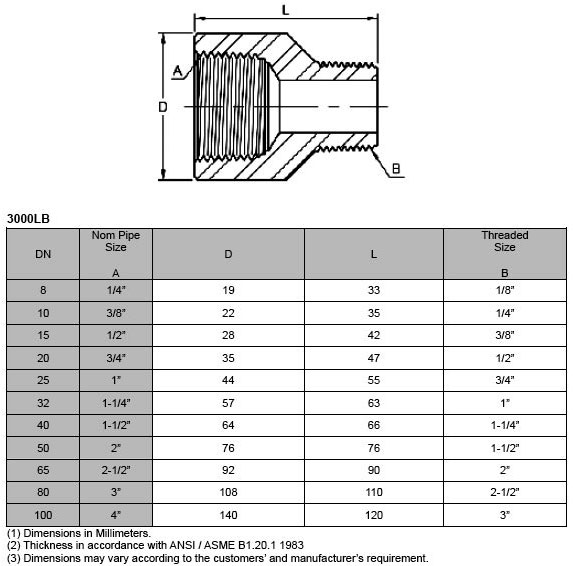 L
A
D
B
3000LB
DN Nom Pipe Size A D L Threaded Size B
8 1/4" 19 33 1/8"
10 3/8" 22 35 1/4"
15 1/2" 28 42 3/8"
20 3/4" 35 47 1/2"
25 1" 44 55 3/4"
32 1-1/4" 57 63 1"
40 1-1/2" 64 66 1-1/4"
50 2" 76 76 1-1/2"
65 2-1/2" 92 90 2"
80 3" 108 110 2-1/2"
100 4" 140 120 3"
(1) Dimensions in Millimeters.
(2) Thickness in accordance with ANSI / ASME B1.20.1 1983
(3) Dimensions may vary according to the customers' and manufacturer's requirement.